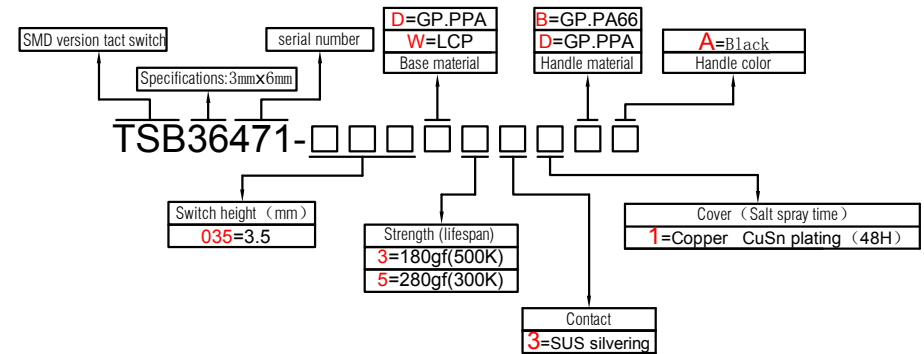 D=GP.PPA
W=LCP
Base material
B=GP.PA66
D=GP.PPA
Handle material
A=Black
Handle color
SMD version tact switch
serial number
Specifications:3mmx6mm
TSB36471-□□□□□□□□□
Switch height（mm）
035=3.5
Strength (lifespan)
3=180gf(500K)
5=280gf(300K)
Cover（Salt spray time）
1=Copper CuSn plating（48H）
Contact
3=SUS silvering